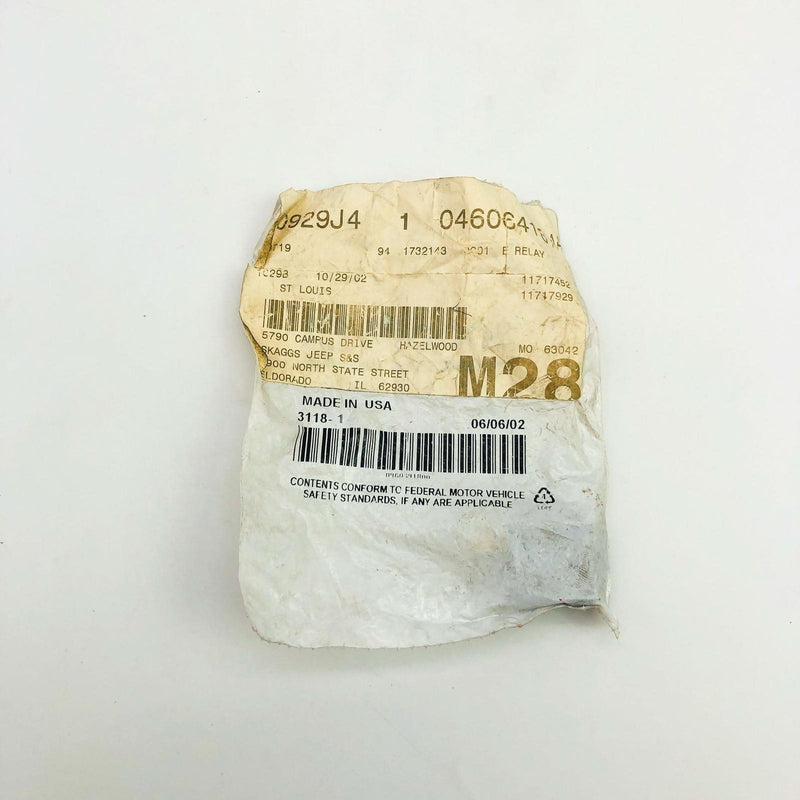 0929J4 1 046064
94 1732143 RELAY
10/29/02 11717452
ST LOUIS 11717929
5790 CAMPUS DRIVE HAZELWOOD MO 63042
SKAGGS JEEP S&S
900 NORTH STATE STREET
ELDORADO IL 62930
M28
MADE IN USA
3118-1 06/06/02
CONTENTS CONFORM TO FEDERAL MOTOR VEHICLE
SAFETY STANDARDS, IF ANY ARE APPLICABLE
4